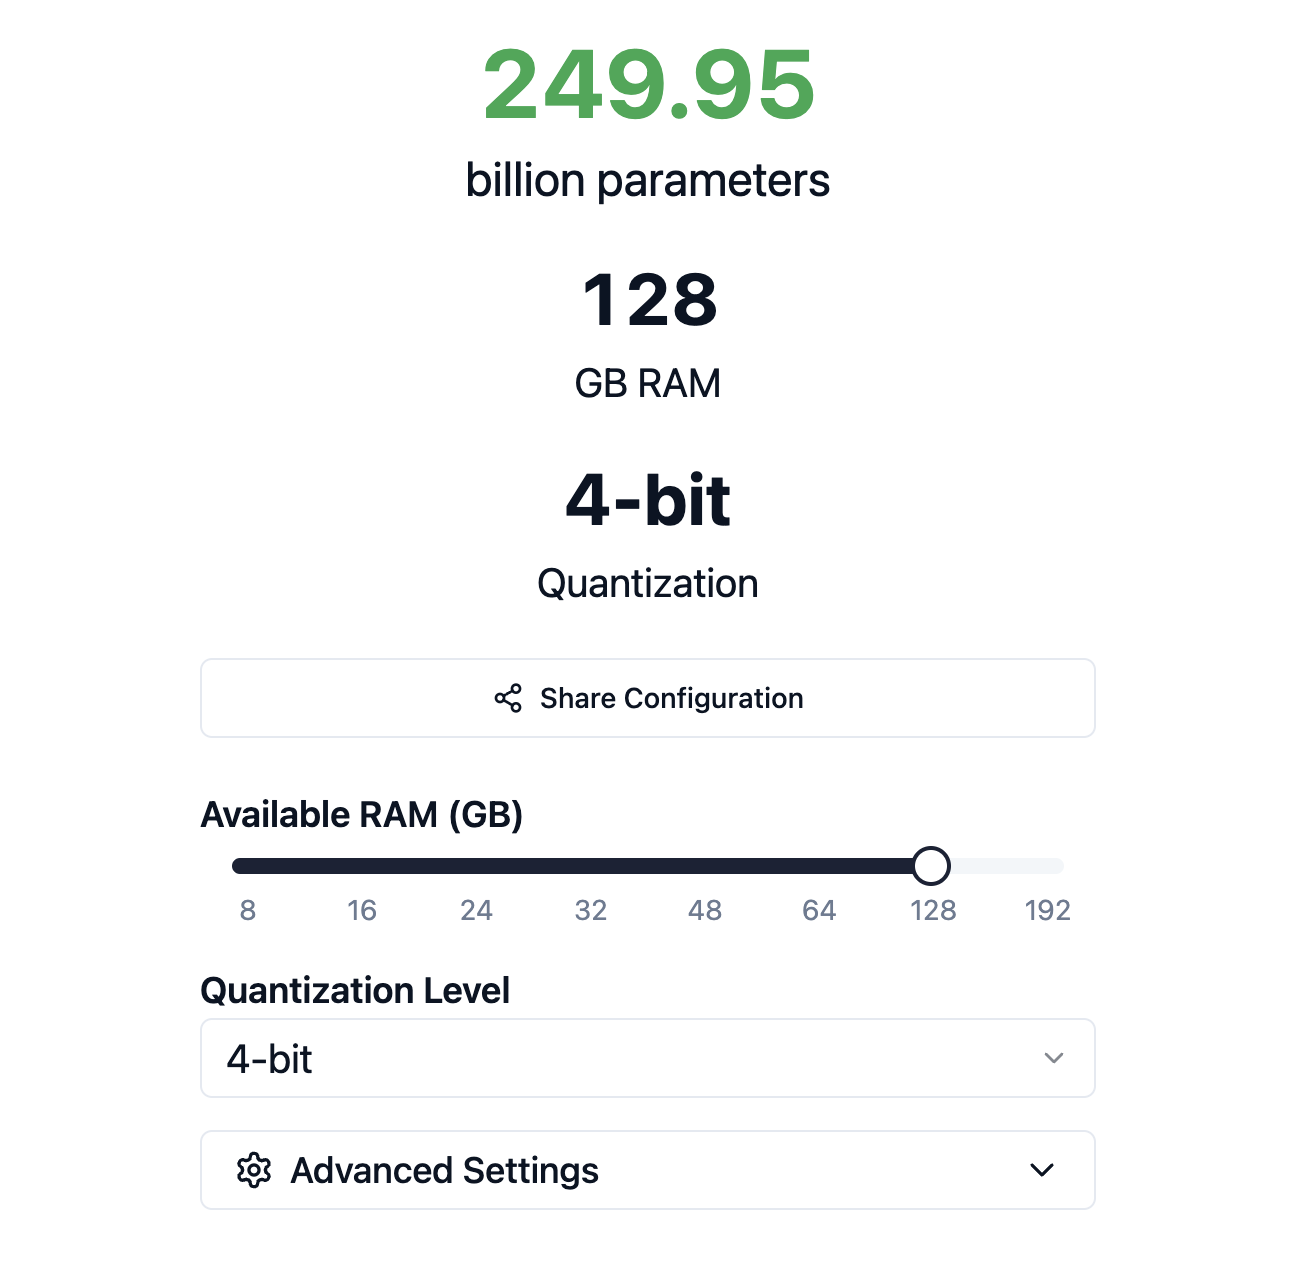 249.95
billion parameters
128
GB RAM
4-bit
Quantization
Share Configuration
Available RAM (GB)
8 16 24 32 48 64 128 192
Quantization Level
4-bit
Advanced Settings